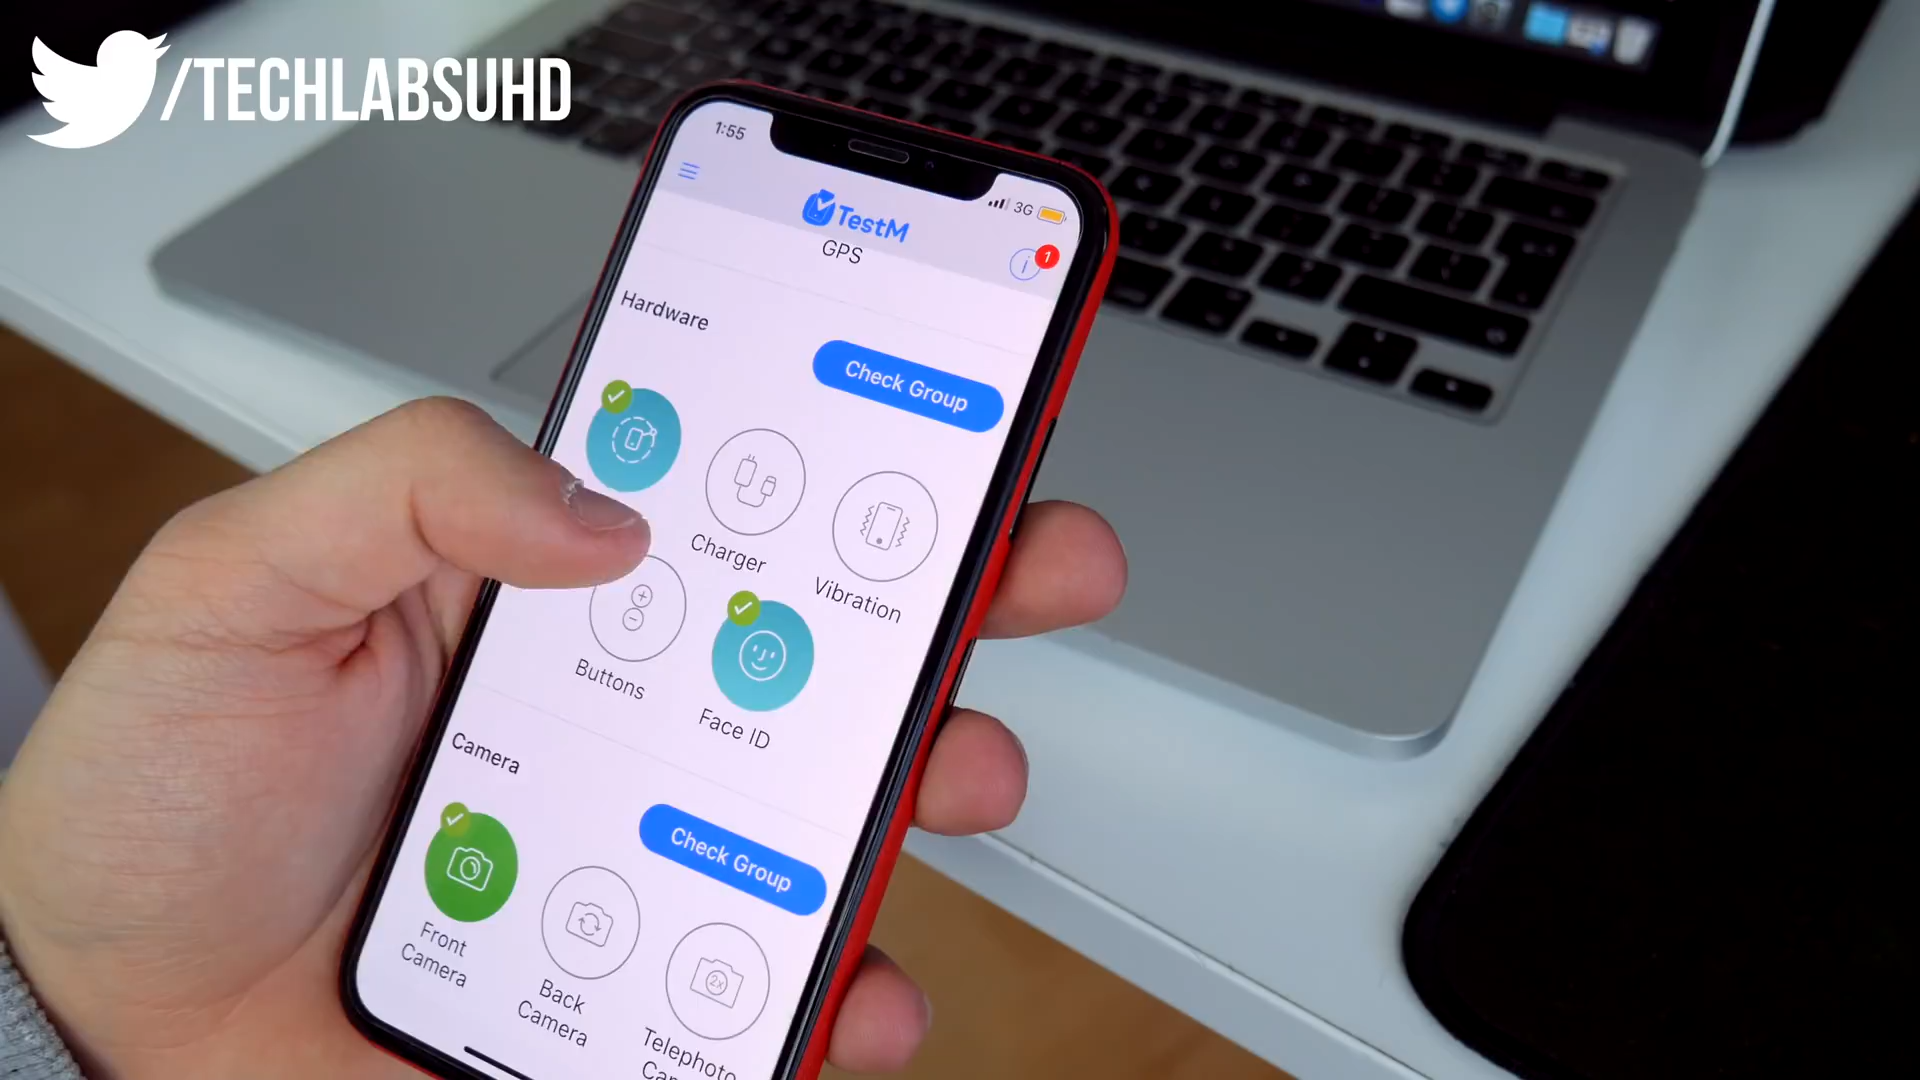 /TECHLABSUHD
1:55
3G
TestM
GPS
1
Hardware
Check Group
Charger
Vibration
Buttons
Face ID
Camera
Check Group
Front
Camera
Back
Camera
2x
Telephoto